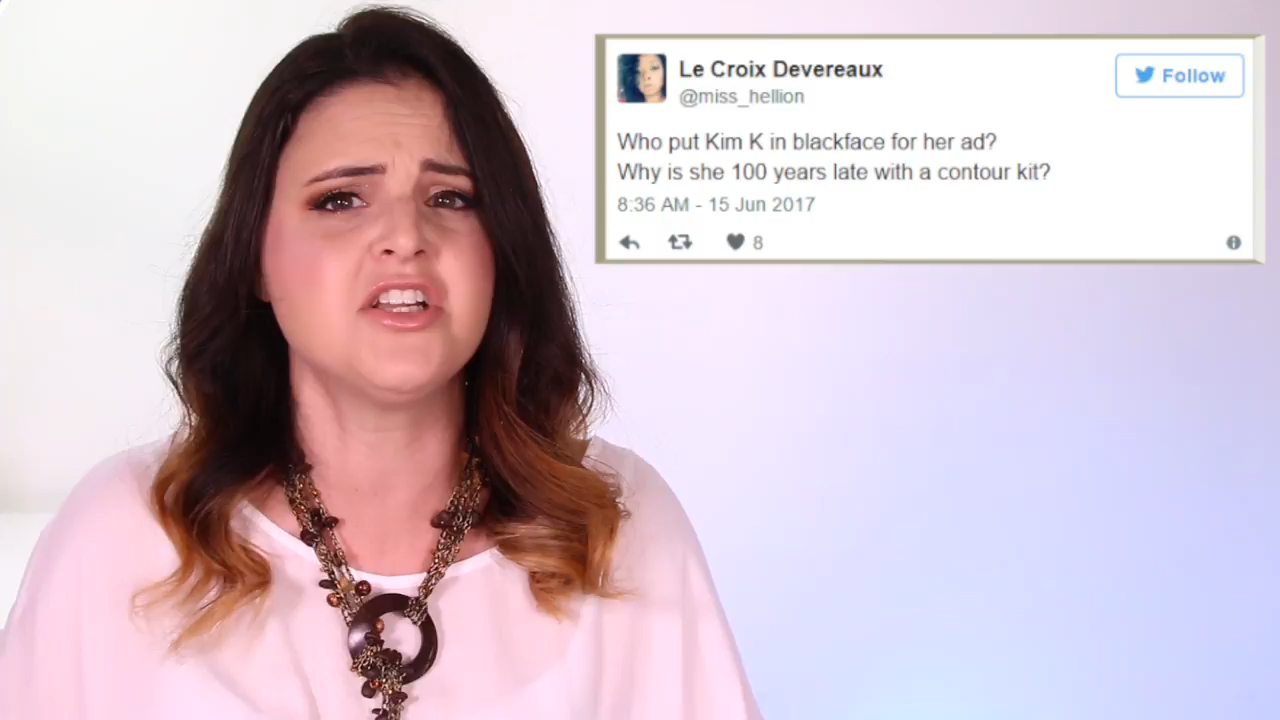 Le Croix Devereaux
Follow
@miss_hellion
Who put Kim K in blackface for her ad?
Why is she 100 years late with a contour kit?
8:36 AM - 15 Jun 2017
8